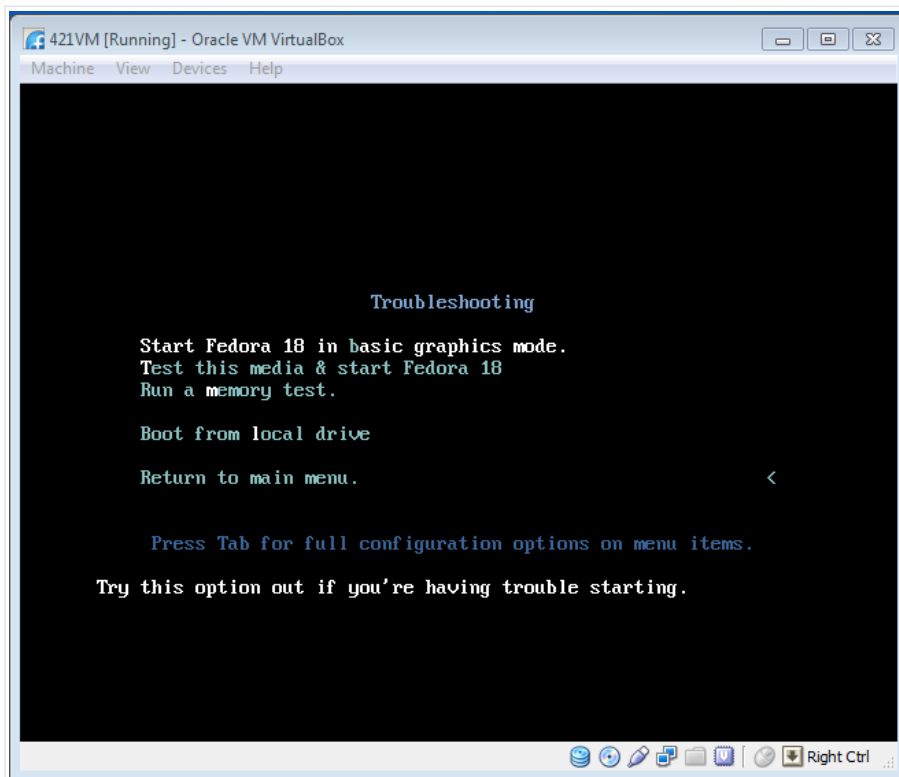 421VM [Running] - Oracle VM VirtualBox
Machine View Devices Help
Troubleshooting
Start Fedora 18 in basic graphics mode.
Test this media & start Fedora 18
Run a memory test.
Boot from local drive
Return to main menu. <
Press Tab for full configuration options on menu items.
Try this option out if you're having trouble starting.
Right Ctrl